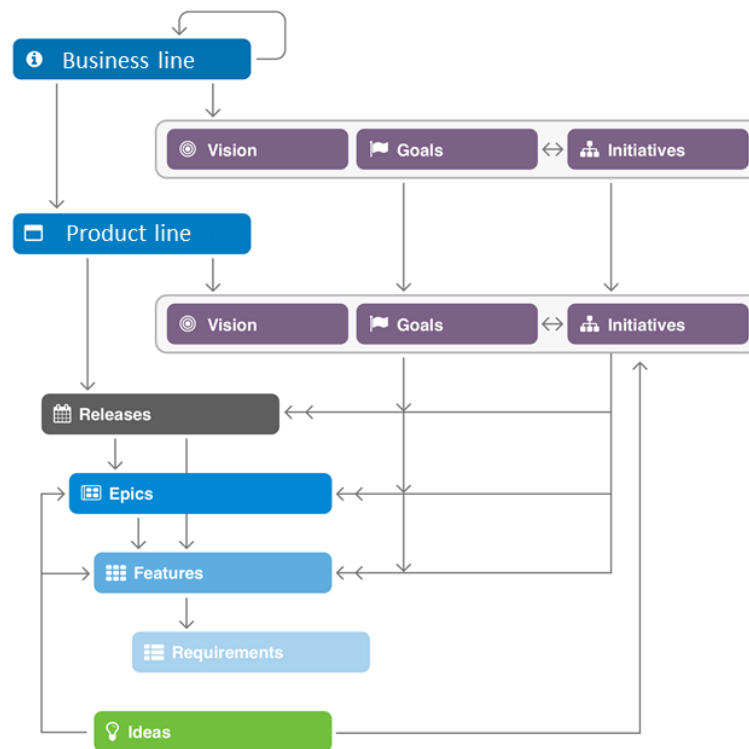 Business line
Vision
Goals
Initiatives
Product line
Vision
Goals
Initiatives
Releases
Epics
Features
Requirements
Ideas